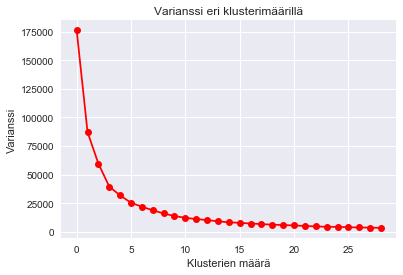 Varianssi eri klusterimäärillä
175000
150000
125000
100000
75000
50000
25000
0
Varianssi
0 5 10 15 20 25
Klusterien määrä